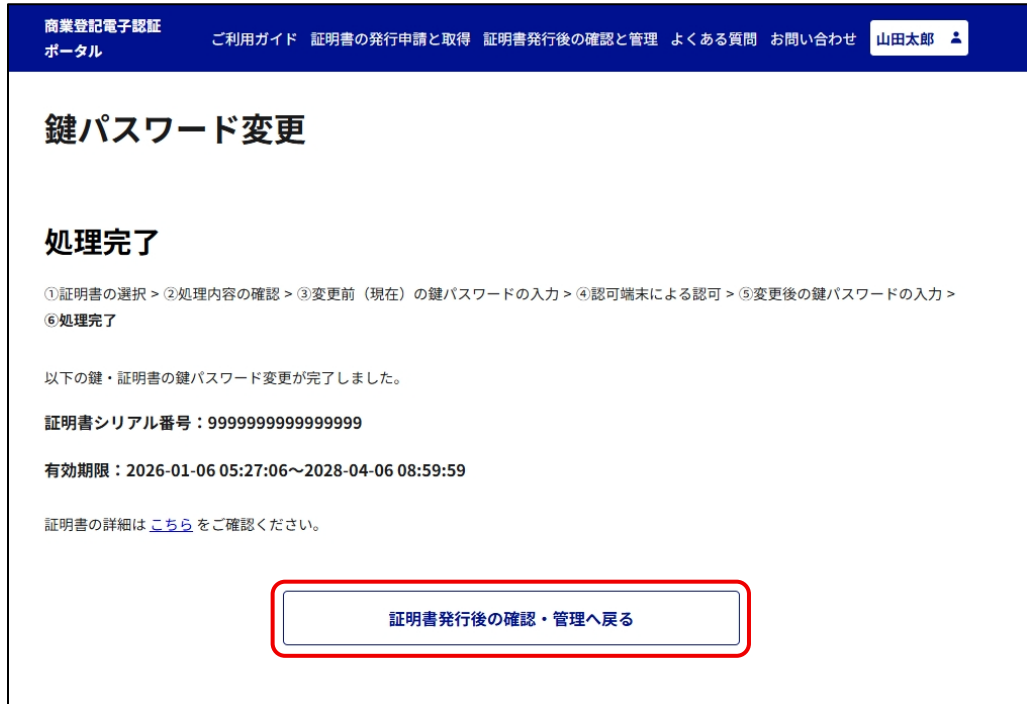 商業登記電子認証
ポータル
ご利用ガイド 証明書の発行申請と取得 証明書発行後の確認と管理 よくある質問 お問い合わせ 山田太郎
鍵パスワード変更
処理完了
①証明書の選択 > ②処理内容の確認 > ③変更前（現在）の鍵パスワードの入力 > ④認可端末による認可 > ⑤変更後の鍵パスワードの入力 >
⑥処理完了
以下の鍵・証明書の鍵パスワード変更が完了しました。
証明書シリアル番号：9999999999999999
有効期限：2026-01-06 05:27:06～2028-04-06 08:59:59
証明書の詳細は こちら をご確認ください。
証明書発行後の確認・管理へ戻る